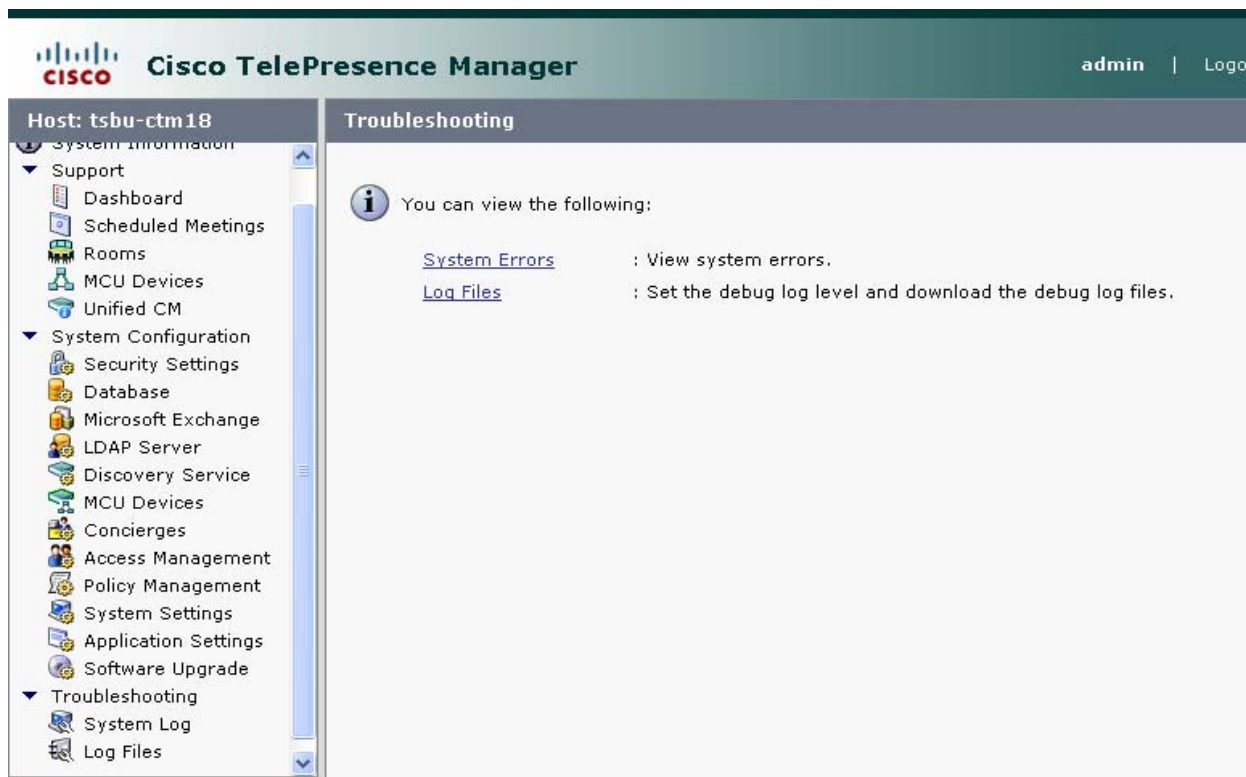 CISCO Cisco TelePresence Manager
admin | Logo
Host: tsbu-ctm18
System Information
Support
Dashboard
Scheduled Meetings
Rooms
MCU Devices
Unified CM
System Configuration
Security Settings
Database
Microsoft Exchange
LDAP Server
Discovery Service
MCU Devices
Concierges
Access Management
Policy Management
System Settings
Application Settings
Software Upgrade
Troubleshooting
System Log
Log Files
Troubleshooting
You can view the following:
System Errors : View system errors.
Log Files : Set the debug log level and download the debug log files.